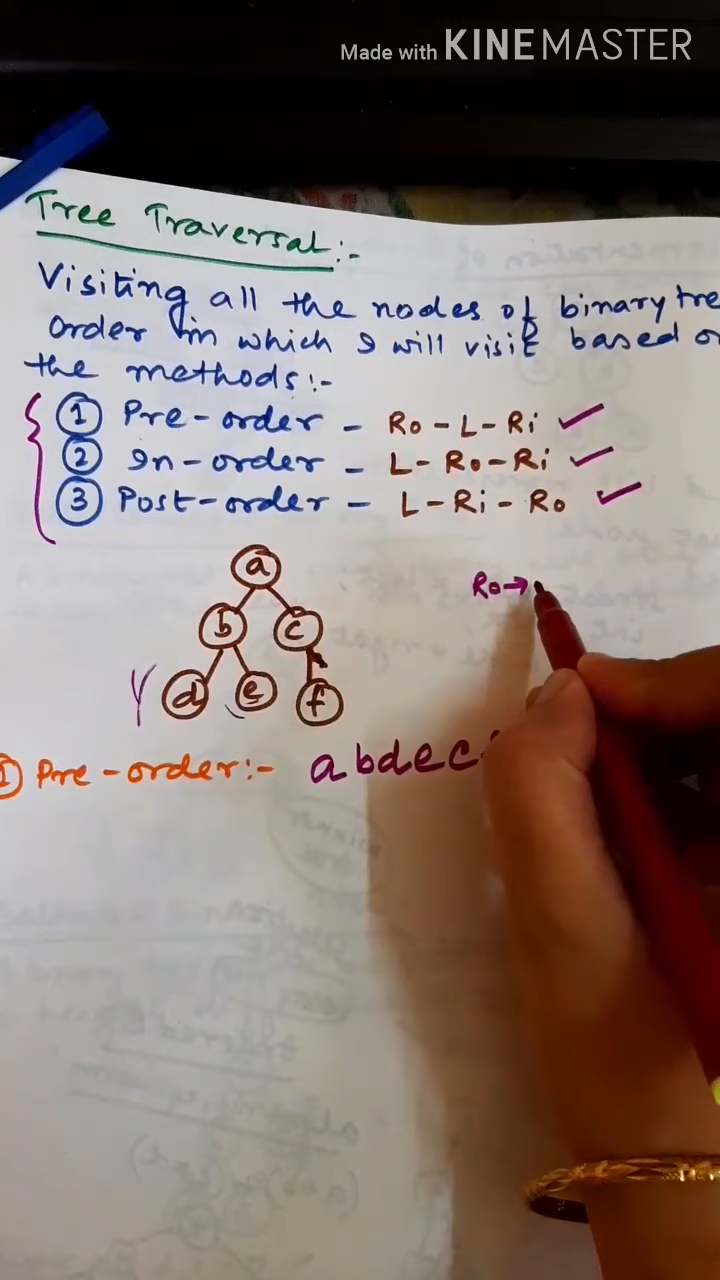 Made with KINEMASTER
Tree Traversal:-
Visiting all the nodes of binary tre
order in which I will visit based on
the methods:-
① Pre-order - Ro-L-Ri ✓
② In-order - L-Ro-Ri ✓
③ Post-order - L-Ri-Ro ✓
a
Ro→
b c
d e f
① Pre-order:- abdec